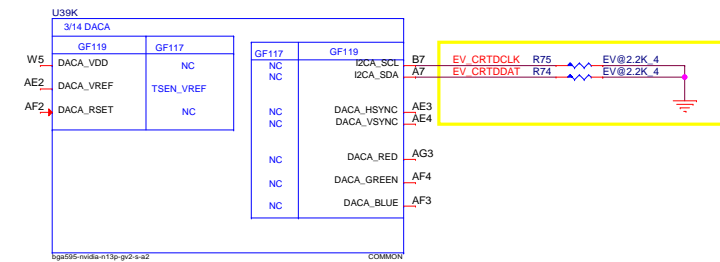 U39K
3/14 DACA
GF119 GF117
W5 DACA_VDD NC
AE2 DACA_VREF TSEN_VREF
AF2 DACA_RSET NC
GF117 GF119
NC I2CA_SCL B7 EV_CRTDCLK R75 EV@2.2K_4
NC I2CA_SDA A7 EV_CRTDDAT R74 EV@2.2K_4
NC DACA_HSYNC AE3
NC DACA_VSYNC AE4
NC DACA_RED AG3
NC DACA_GREEN AF4
NC DACA_BLUE AF3
bga595-nvidia-n13p-gv2-s-a2 COMMON